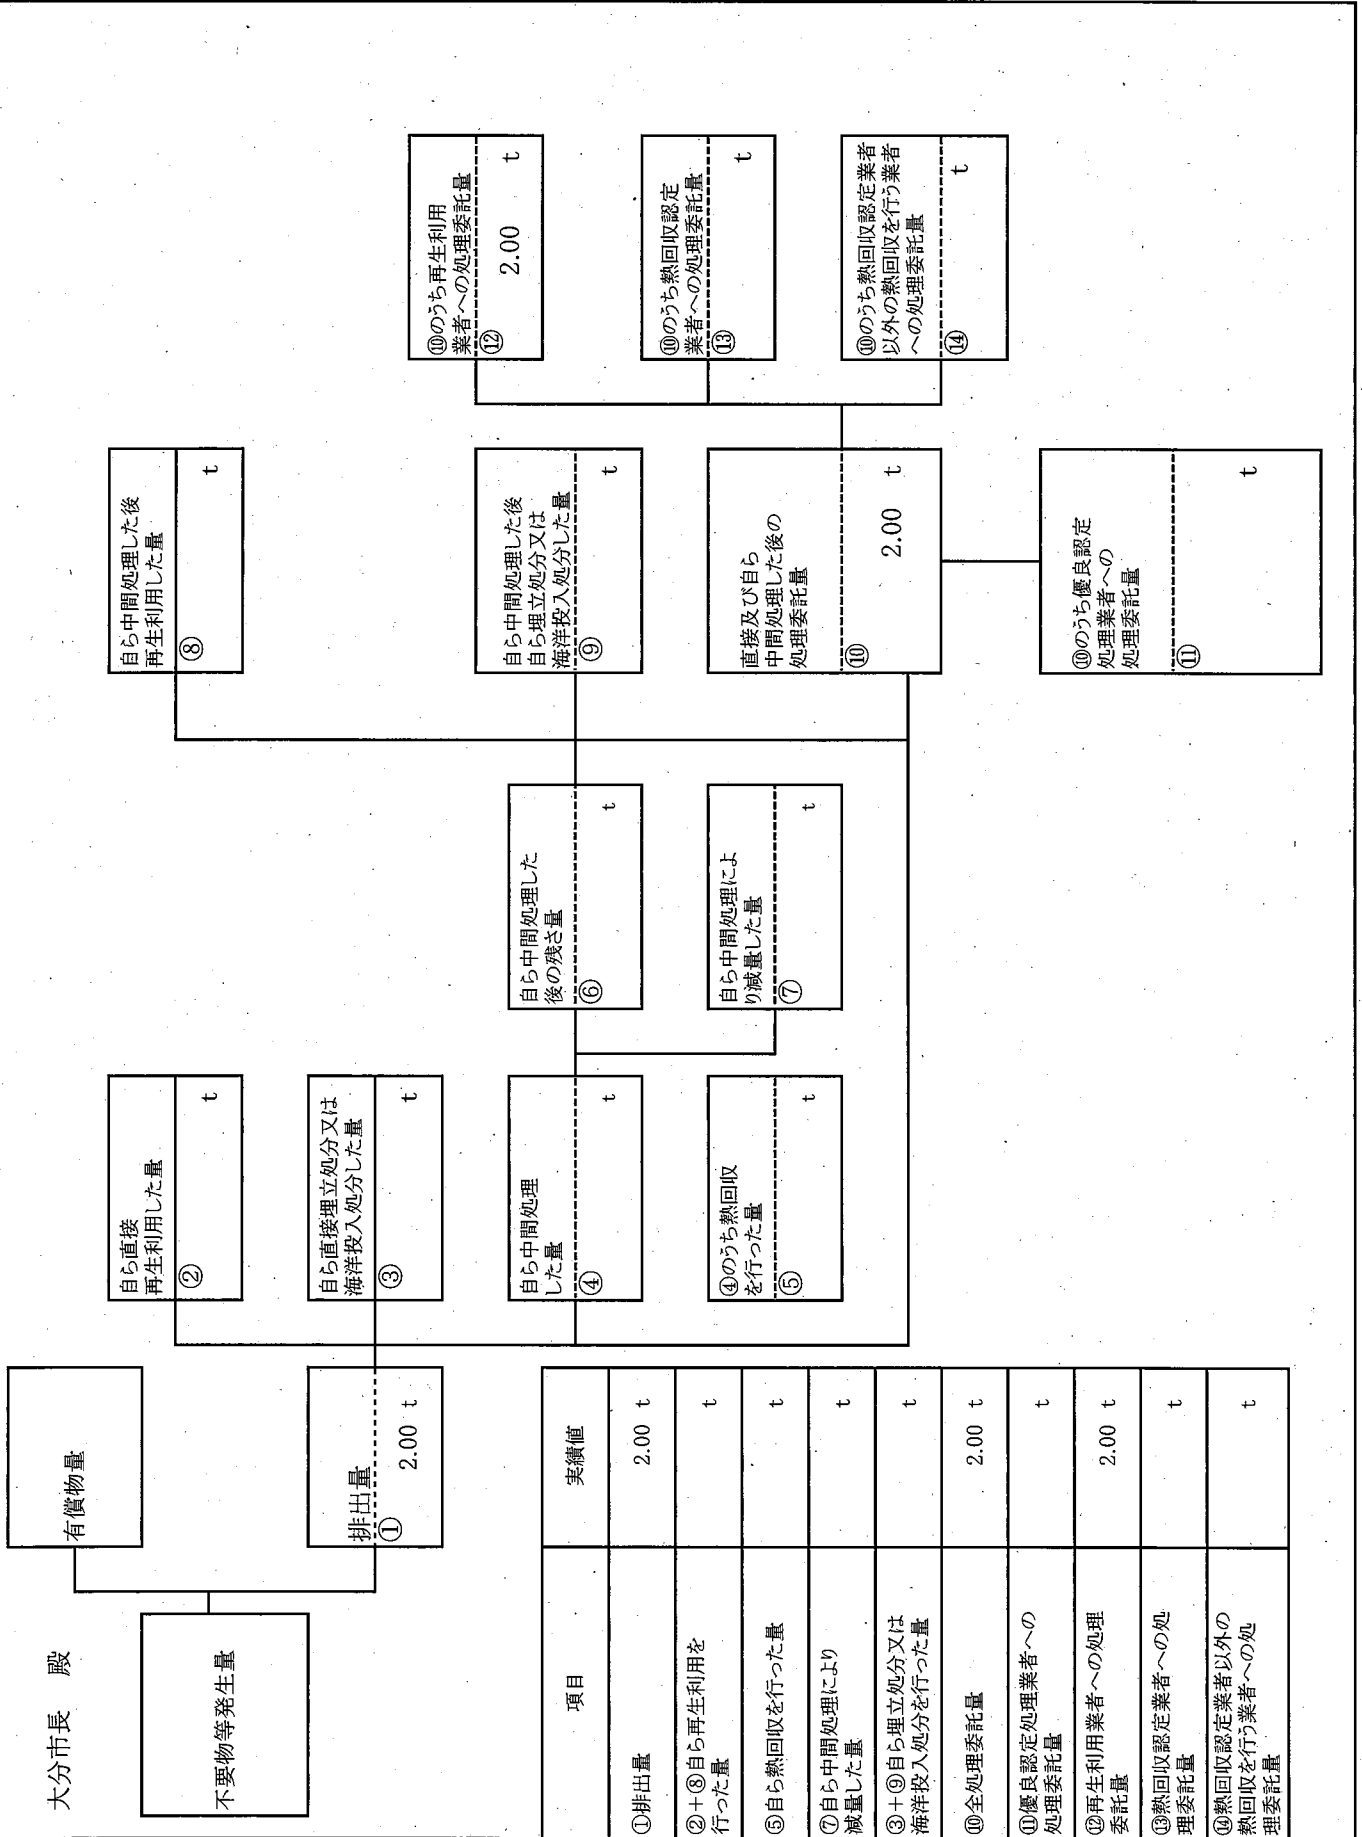 大分市長　殿
不要物等発生量
有償物量
排出量
①
2.00 t
自ら直接
再生利用した量
②
t
自ら直接埋立処分又は
海洋投入処分した量
③
t
自ら中間処理
した量
④
t
④のうち熱回収
を行った量
⑤
t
自ら中間処理した
後の残さ量
⑥
t
自ら中間処理によ
り減量した量
⑦
t
自ら中間処理した後
再生利用した量
⑧
t
自ら中間処理した後
自ら埋立処分又は
海洋投入処分した量
⑨
t
直接及び自ら
中間処理した後の
処理委託量
⑩
2.00 t
⑩のうち優良認定
処理業者への
処理委託量
⑪
t
⑩のうち再生利用
業者への処理委託量
⑫
2.00 t
⑩のうち熱回収認定
業者への処理委託量
⑬
t
⑩のうち熱回収認定業者
以外の熱回収を行う業者
への処理委託量
⑭
t
項目 実績値
①排出量 2.00 t
②+⑧自ら再生利用を
行った量 t
⑤自ら熱回収を行った量 t
⑦自ら中間処理により
減量した量 t
③+⑨自ら埋立処分又は
海洋投入処分を行った量 t
⑩全処理委託量 2.00 t
⑪優良認定処理業者への
処理委託量 t
⑫再生利用業者への処理
委託量 2.00 t
⑬熱回収認定業者への処
理委託量 t
⑭熱回収認定業者以外の
熱回収を行う業者への処
理委託量 t